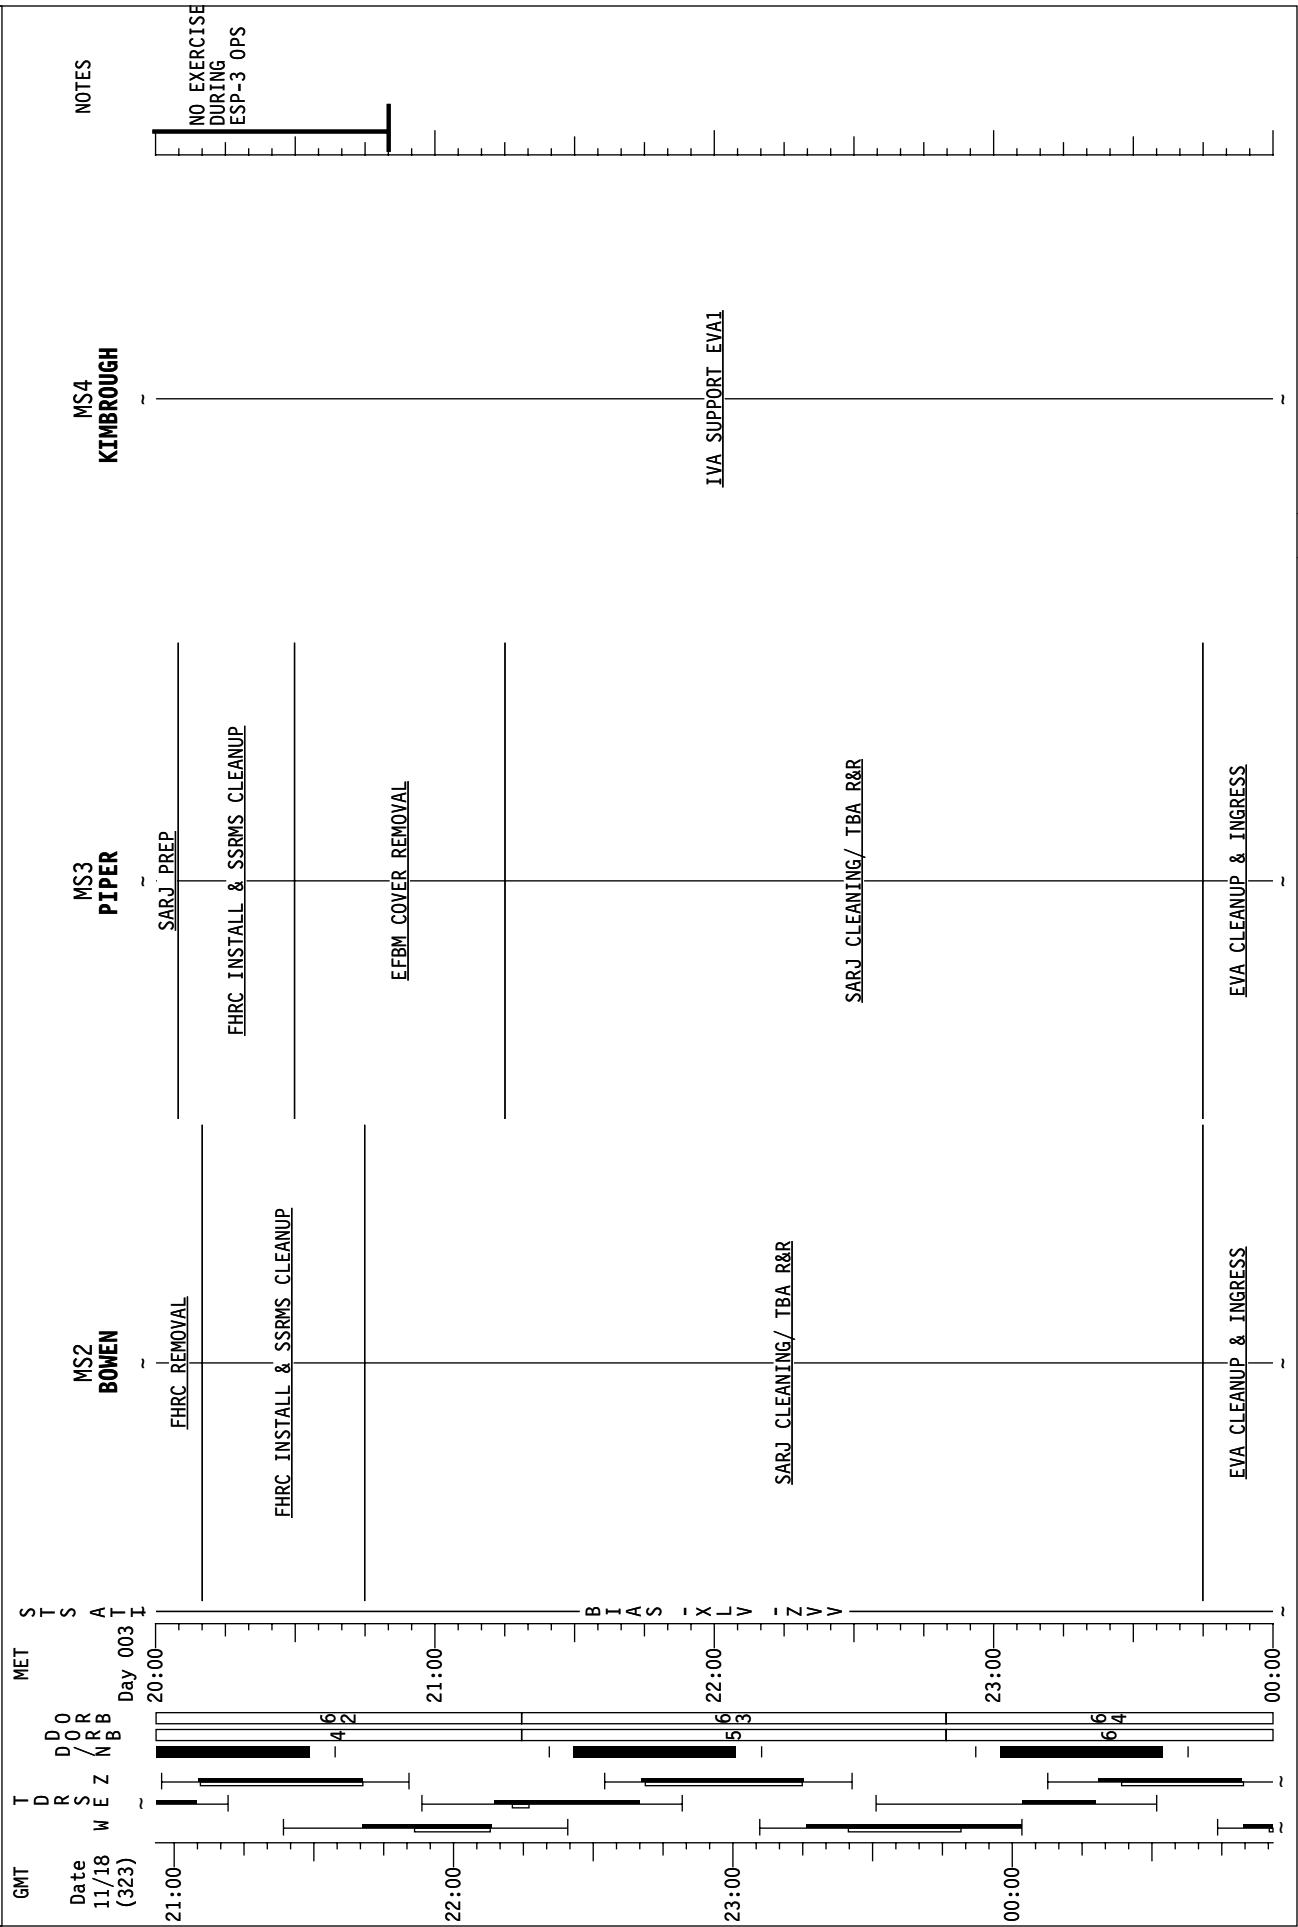 GMT
Date
11/18
(323)
21:00
22:00
23:00
00:00
T
D
R
S
W E Z
D
D O
/ R
N B
4
5
6
O
R
B
62
63
64
MET
Day 003
20:00
21:00
22:00
23:00
00:00
S
T
S
A
T
T
BIAS -XLV -ZVV
MS2
BOWEN
FHRC REMOVAL
FHRC INSTALL & SSRMS CLEANUP
SARJ CLEANING/ TBA R&R
EVA CLEANUP & INGRESS
MS3
PIPER
SARJ PREP
FHRC INSTALL & SSRMS CLEANUP
EFBM COVER REMOVAL
SARJ CLEANING/ TBA R&R
EVA CLEANUP & INGRESS
MS4
KIMBROUGH
IVA SUPPORT EVA1
NOTES
NO EXERCISE
DURING
ESP-3 OPS